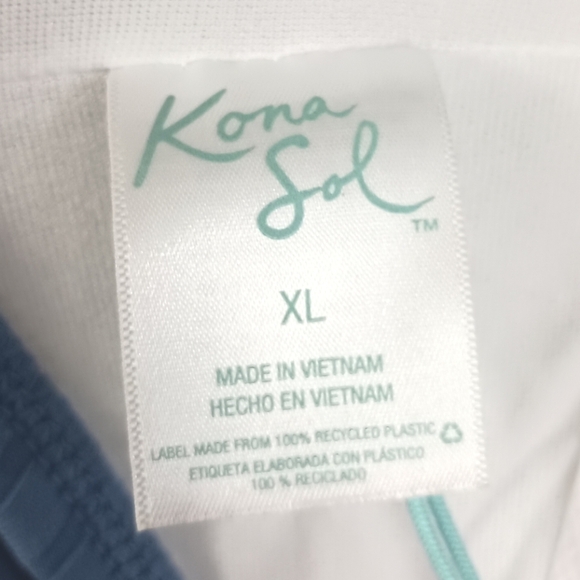 Kona
Sol
TM
XL
MADE IN VIETNAM
HECHO EN VIETNAM
LABEL MADE FROM 100% RECYCLED PLASTIC
ETIQUETA ELABORADA CON PLÁSTICO
100 % RECICLADO